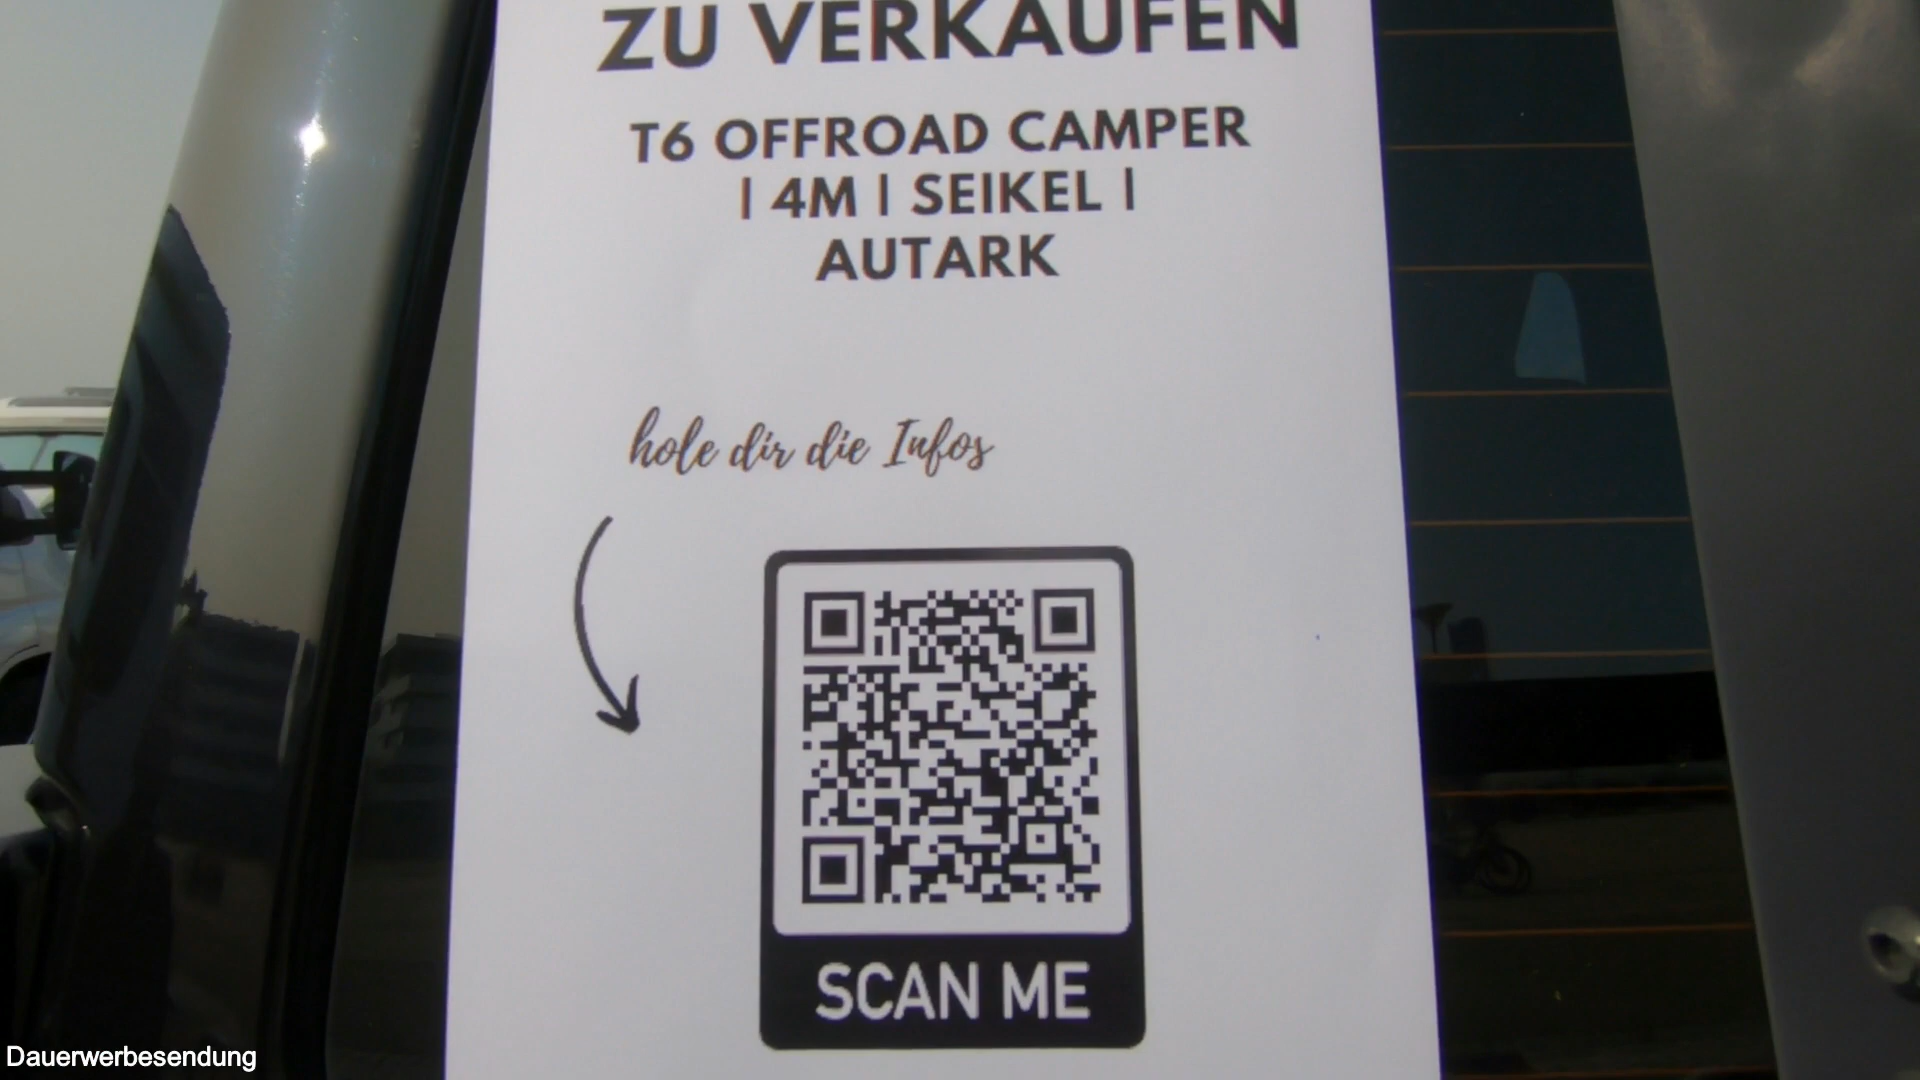 ZU VERKAUFEN
T6 OFFROAD CAMPER
| 4M | SEIKEL |
AUTARK
hole dir die Infos
SCAN ME
Dauerwerbesendung